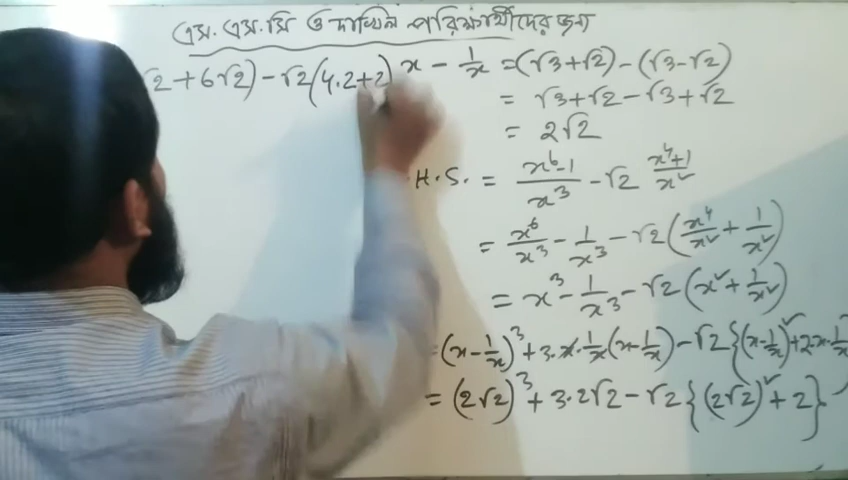 এস. এস. সি ও দাখিল পরিক্ষার্থীদের জন্য
√2 + 6√2) - √2(4.2+2)
x - 1/x = (√3+√2) - (√3-√2)
= √3+√2 - √3+√2
= 2√2
H.S. = (x⁶-1)/x³ - √2 (x⁴+1)/x²
= x⁶/x³ - 1/x³ - √2(x⁴/x² + 1/x²)
= x³ - 1/x³ - √2(x² + 1/x²)
= (x - 1/x)³ + 3.x.1/x(x - 1/x) - √2{(x - 1/x)² + 2.x.1/x
= (2√2)³ + 3.2√2 - √2{(2√2)² + 2}